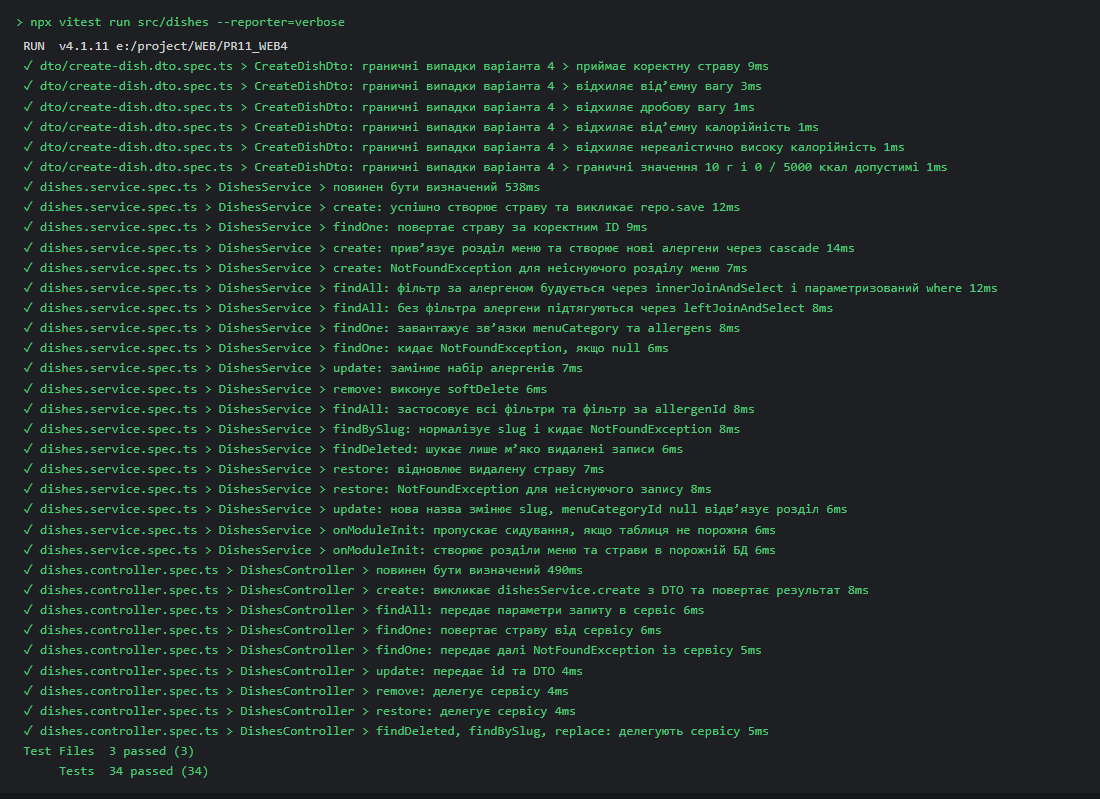 > npx vitest run src/dishes --reporter=verbose
RUN v4.1.11 e:/project/WEB/PR11_WEB4
✓ dto/create-dish.dto.spec.ts > CreateDishDto: граничні випадки варіанта 4 > приймає коректну страву 9ms
✓ dto/create-dish.dto.spec.ts > CreateDishDto: граничні випадки варіанта 4 > відхиляє від’ємну вагу 3ms
✓ dto/create-dish.dto.spec.ts > CreateDishDto: граничні випадки варіанта 4 > відхиляє дробову вагу 1ms
✓ dto/create-dish.dto.spec.ts > CreateDishDto: граничні випадки варіанта 4 > відхиляє від’ємну калорійність 1ms
✓ dto/create-dish.dto.spec.ts > CreateDishDto: граничні випадки варіанта 4 > відхиляє нереалістично високу калорійність 1ms
✓ dto/create-dish.dto.spec.ts > CreateDishDto: граничні випадки варіанта 4 > граничні значення 10 г і 0 / 5000 ккал допустимі 1ms
✓ dishes.service.spec.ts > DishesService > повинен бути визначений 538ms
✓ dishes.service.spec.ts > DishesService > create: успішно створює страву та викликає repo.save 12ms
✓ dishes.service.spec.ts > DishesService > findOne: повертає страву за коректним ID 9ms
✓ dishes.service.spec.ts > DishesService > create: прив’язує розділ меню та створює нові алергени через cascade 14ms
✓ dishes.service.spec.ts > DishesService > create: NotFoundException для неіснуючого розділу меню 7ms
✓ dishes.service.spec.ts > DishesService > findAll: фільтр за алергеном будується через innerJoinAndSelect і параметризований where 12ms
✓ dishes.service.spec.ts > DishesService > findAll: без фільтра алергени підтягуються через leftJoinAndSelect 8ms
✓ dishes.service.spec.ts > DishesService > findOne: завантажує зв’язки menuCategory та allergens 8ms
✓ dishes.service.spec.ts > DishesService > findOne: кидає NotFoundException, якщо null 6ms
✓ dishes.service.spec.ts > DishesService > update: замінює набір алергенів 7ms
✓ dishes.service.spec.ts > DishesService > remove: виконує softDelete 6ms
✓ dishes.service.spec.ts > DishesService > findAll: застосовує всі фільтри та фільтр за allergenId 8ms
✓ dishes.service.spec.ts > DishesService > findBySlug: нормалізує slug і кидає NotFoundException 8ms
✓ dishes.service.spec.ts > DishesService > findDeleted: шукає лише м’яко видалені записи 6ms
✓ dishes.service.spec.ts > DishesService > restore: відновлює видалену страву 7ms
✓ dishes.service.spec.ts > DishesService > restore: NotFoundException для неіснуючого запису 8ms
✓ dishes.service.spec.ts > DishesService > update: нова назва змінює slug, menuCategoryId null відв’язує розділ 6ms
✓ dishes.service.spec.ts > DishesService > onModuleInit: пропускає сидування, якщо таблиця не порожня 6ms
✓ dishes.service.spec.ts > DishesService > onModuleInit: створює розділи меню та страви в порожній БД 6ms
✓ dishes.controller.spec.ts > DishesController > повинен бути визначений 490ms
✓ dishes.controller.spec.ts > DishesController > create: викликає dishesService.create з DTO та повертає результат 8ms
✓ dishes.controller.spec.ts > DishesController > findAll: передає параметри запиту в сервіс 6ms
✓ dishes.controller.spec.ts > DishesController > findOne: повертає страву від сервісу 6ms
✓ dishes.controller.spec.ts > DishesController > findOne: передає далі NotFoundException із сервісу 5ms
✓ dishes.controller.spec.ts > DishesController > update: передає id та DTO 4ms
✓ dishes.controller.spec.ts > DishesController > remove: делегує сервісу 4ms
✓ dishes.controller.spec.ts > DishesController > restore: делегує сервісу 4ms
✓ dishes.controller.spec.ts > DishesController > findDeleted, findBySlug, replace: делегують сервісу 5ms
Test Files 3 passed (3)
Tests 34 passed (34)